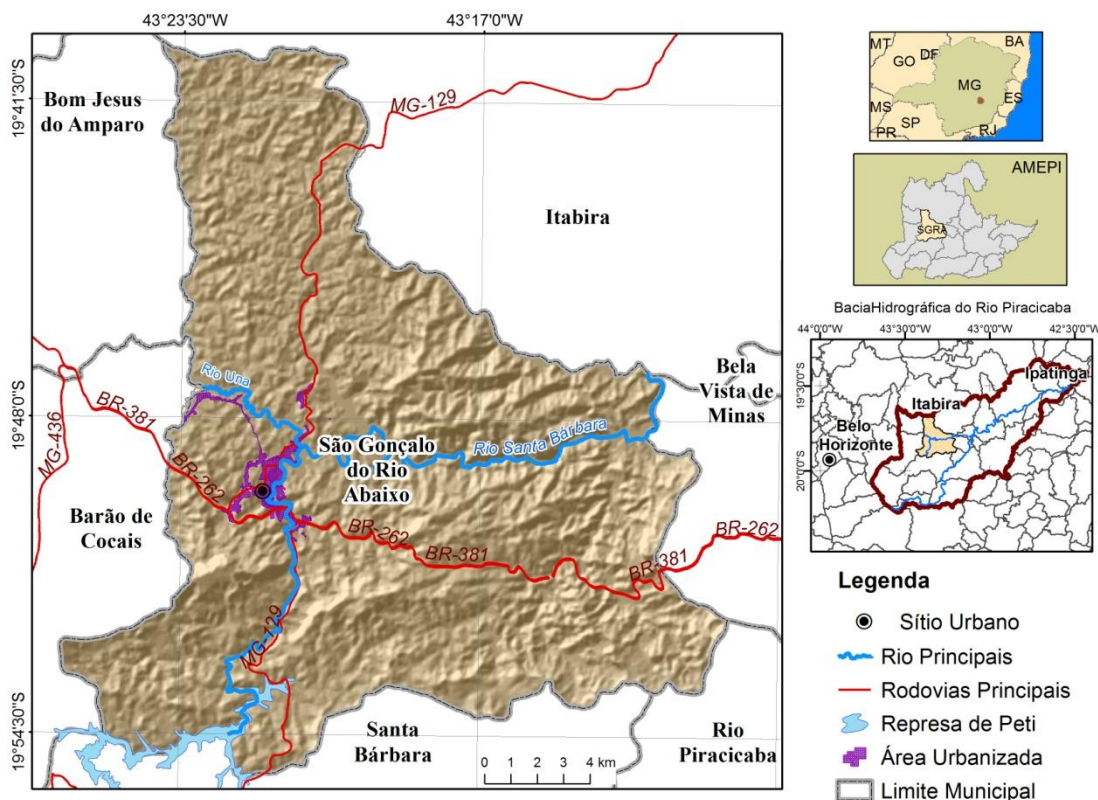 43°23'30"W
43°17'0"W
19°41'30"S
19°48'0"S
19°54'30"S
Bom Jesus
do Amparo
MG-129
Itabira
Rio Una
Bela
Vista de
Minas
BR-381
MG-436
BR-262
São Gonçalo
do Rio
Abaixo
Rio Santa Bárbara
Barão de
Cocais
BR-262
BR-381
BR-381
BR-262
MG-129
Santa
Bárbara
Rio
Piracicaba
0 1 2 3 4 km
MT
GO
DF
BA
MG
MS
ES
SP
PR
RJ
AMEPI
SGRA
BaciaHidrográfica do Rio Piracicaba
44°0'0"W
43°30'0"W
43°0'0"W
42°30'0"W
19°30'0"S
20°0'0"S
Ipatinga
Itabira
Belo
Horizonte
Legenda
Sítio Urbano
Rio Principais
Rodovias Principais
Represa de Peti
Área Urbanizada
Limite Municipal